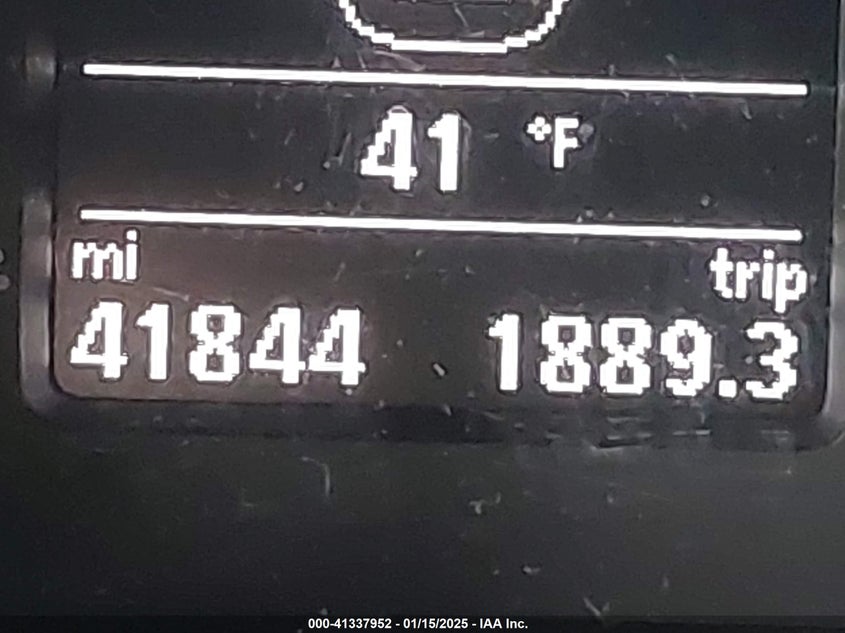 41 °F
mi trip
41844 1889.3
000-41337952 - 01/15/2025 - IAA Inc.